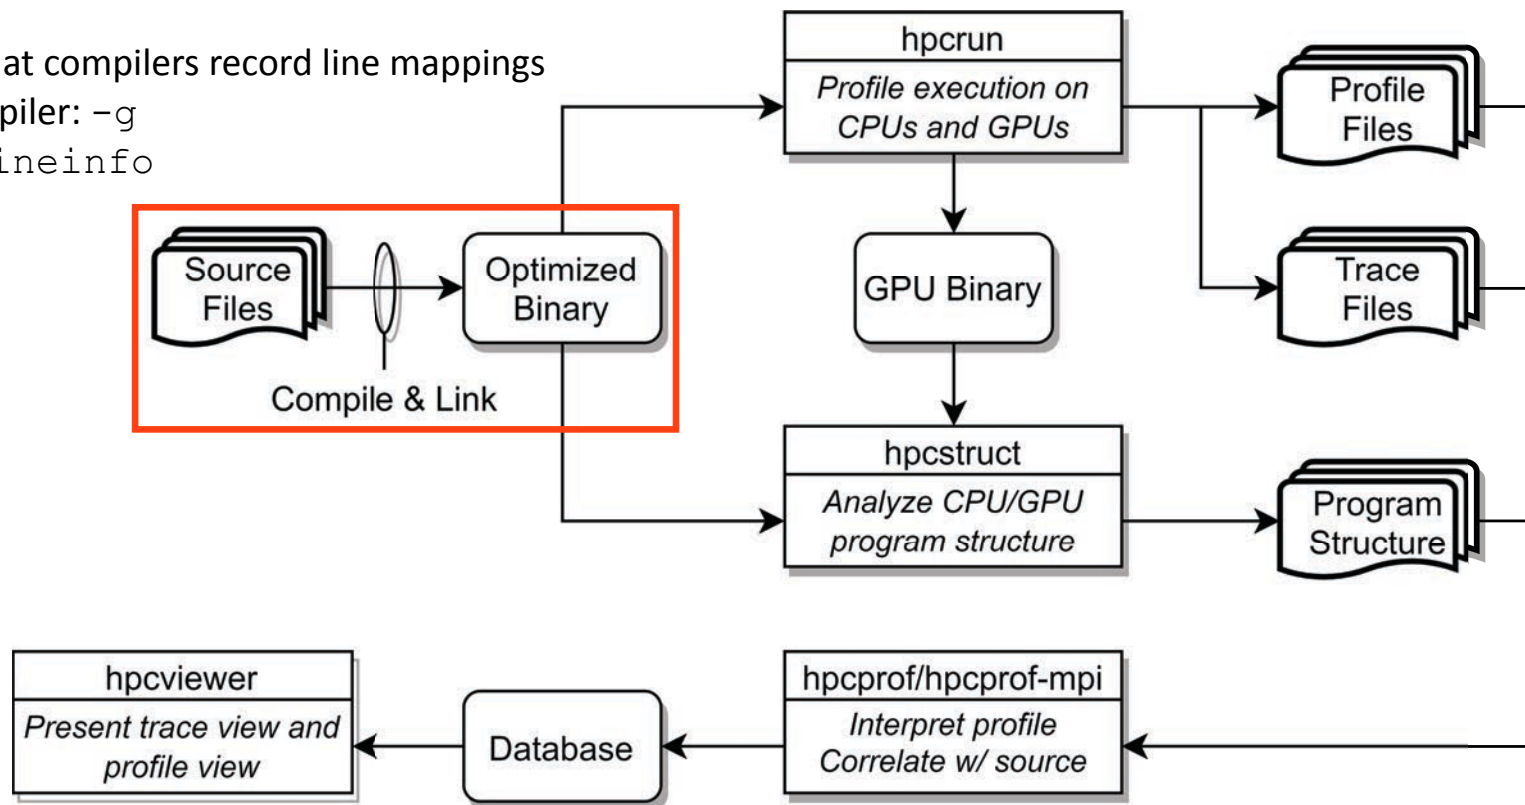 at compilers record line mappings
piler: -g
ineinfo
hpcrun
Profile execution on
CPUs and GPUs
Profile
Files
Source
Files
Optimized
Binary
GPU Binary
Trace
Files
Compile & Link
hpcstruct
Analyze CPU/GPU
program structure
Program
Structure
hpcviewer
Present trace view and
profile view
Database
hpcprof/hpcprof-mpi
Interpret profile
Correlate w/ source